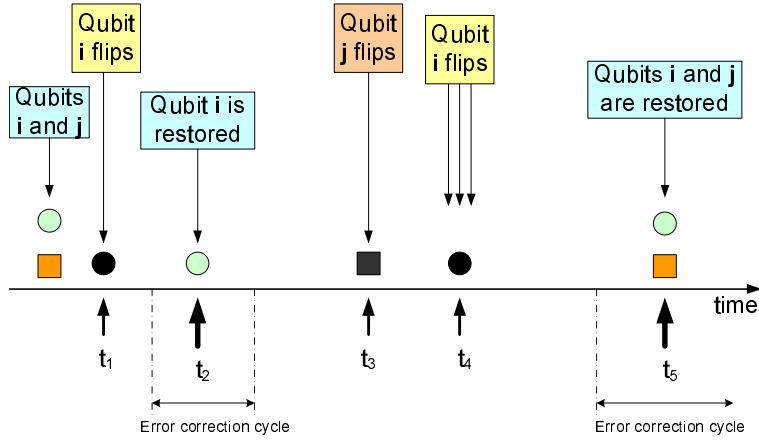 Qubit
i flips
Qubits
i and j
Qubit i is
restored
Qubit
j flips
Qubit
i flips
Qubits i and j
are restored
time
t1
t2
t3
t4
t5
Error correction cycle
Error correction cycle